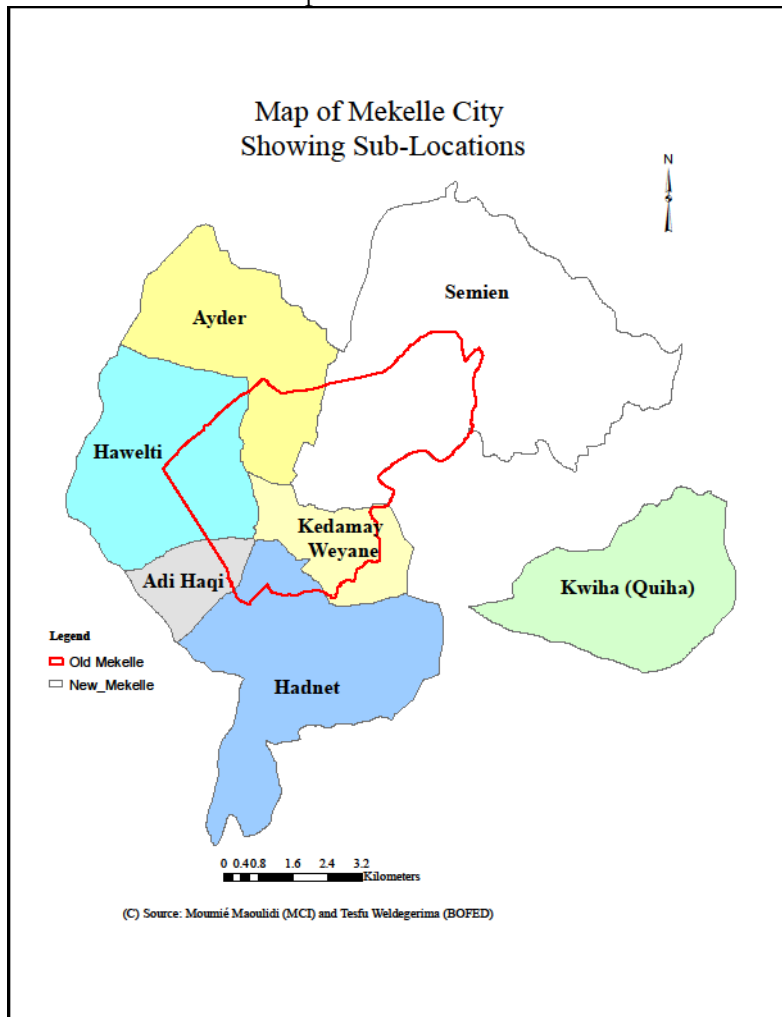 Map of Mekelle City
Showing Sub-Locations
N
Semien
Ayder
Hawelti
Kedamay
Weyane
Adi Haqi
Kwiha (Quiha)
Legend
Old Mekelle
New_Mekelle
Hadnet
0 0.40.8 1.6 2.4 3.2
Kilometers
(C) Source: Moumié Maoulidi (MCI) and Tesfu Weldegerima (BOFED)